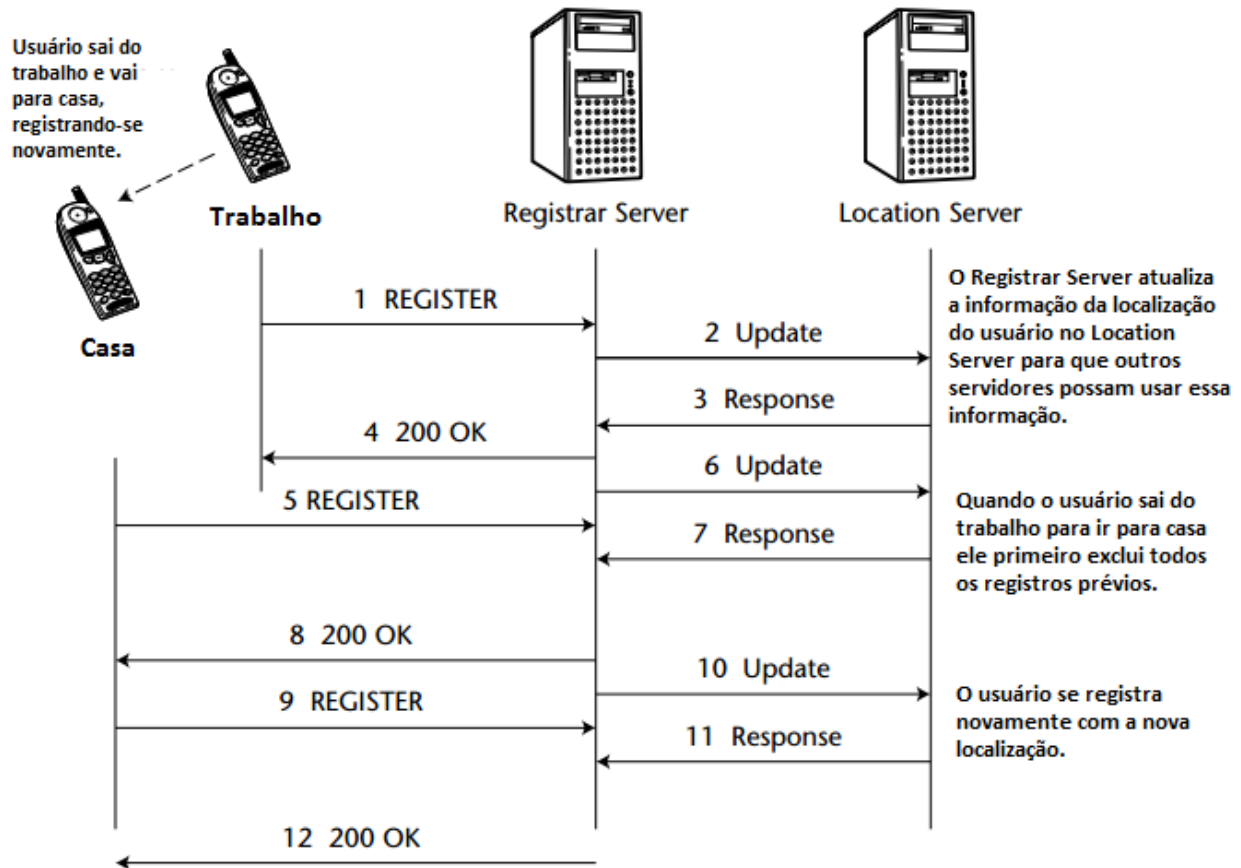 Usuário sai do
trabalho e vai
para casa,
registrando-se
novamente.
Trabalho
Casa
Registrar Server
Location Server
1 REGISTER
2 Update
3 Response
4 200 OK
5 REGISTER
6 Update
7 Response
8 200 OK
9 REGISTER
10 Update
11 Response
12 200 OK
O Registrar Server atualiza
a informação da localização
do usuário no Location
Server para que outros
servidores possam usar essa
informação.
Quando o usuário sai do
trabalho para ir para casa
ele primeiro exclui todos
os registros prévios.
O usuário se registra
novamente com a nova
localização.